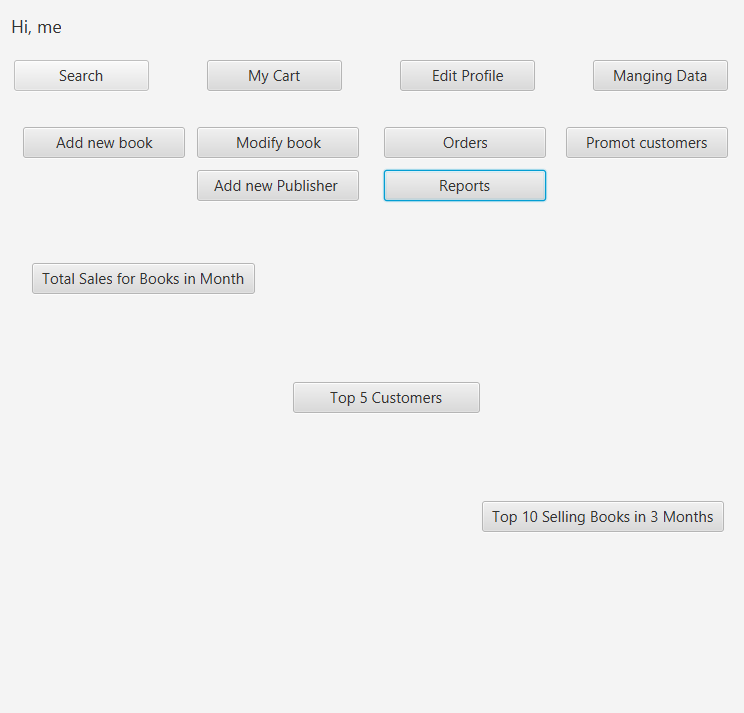 Hi, me
Search My Cart Edit Profile Manging Data
Add new book Modify book Orders Promot customers
Add new Publisher Reports
Total Sales for Books in Month
Top 5 Customers
Top 10 Selling Books in 3 Months